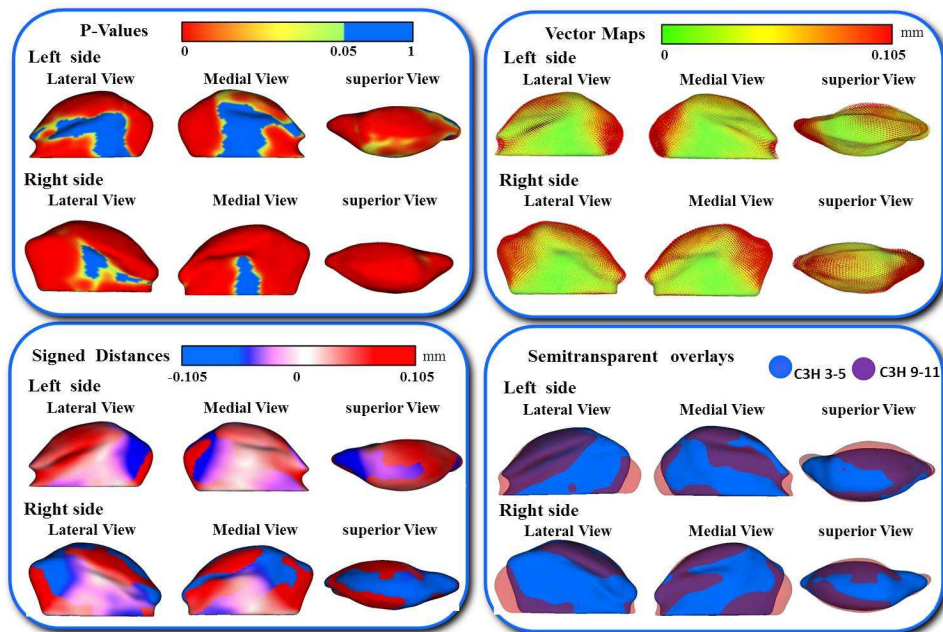 P-Values
0 0.05 1
Left side
Lateral View Medial View superior View
Right side
Lateral View Medial View superior View
Vector Maps
mm
0 0.105
Left side
Lateral View Medial View superior View
Right side
Lateral View Medial View superior View
Signed Distances
mm
-0.105 0 0.105
Left side
Lateral View Medial View superior View
Right side
Lateral View Medial View superior View
Semitransparent overlays
C3H 3-5 C3H 9-11
Left side
Lateral View Medial View superior View
Right side
Lateral View Medial View superior View